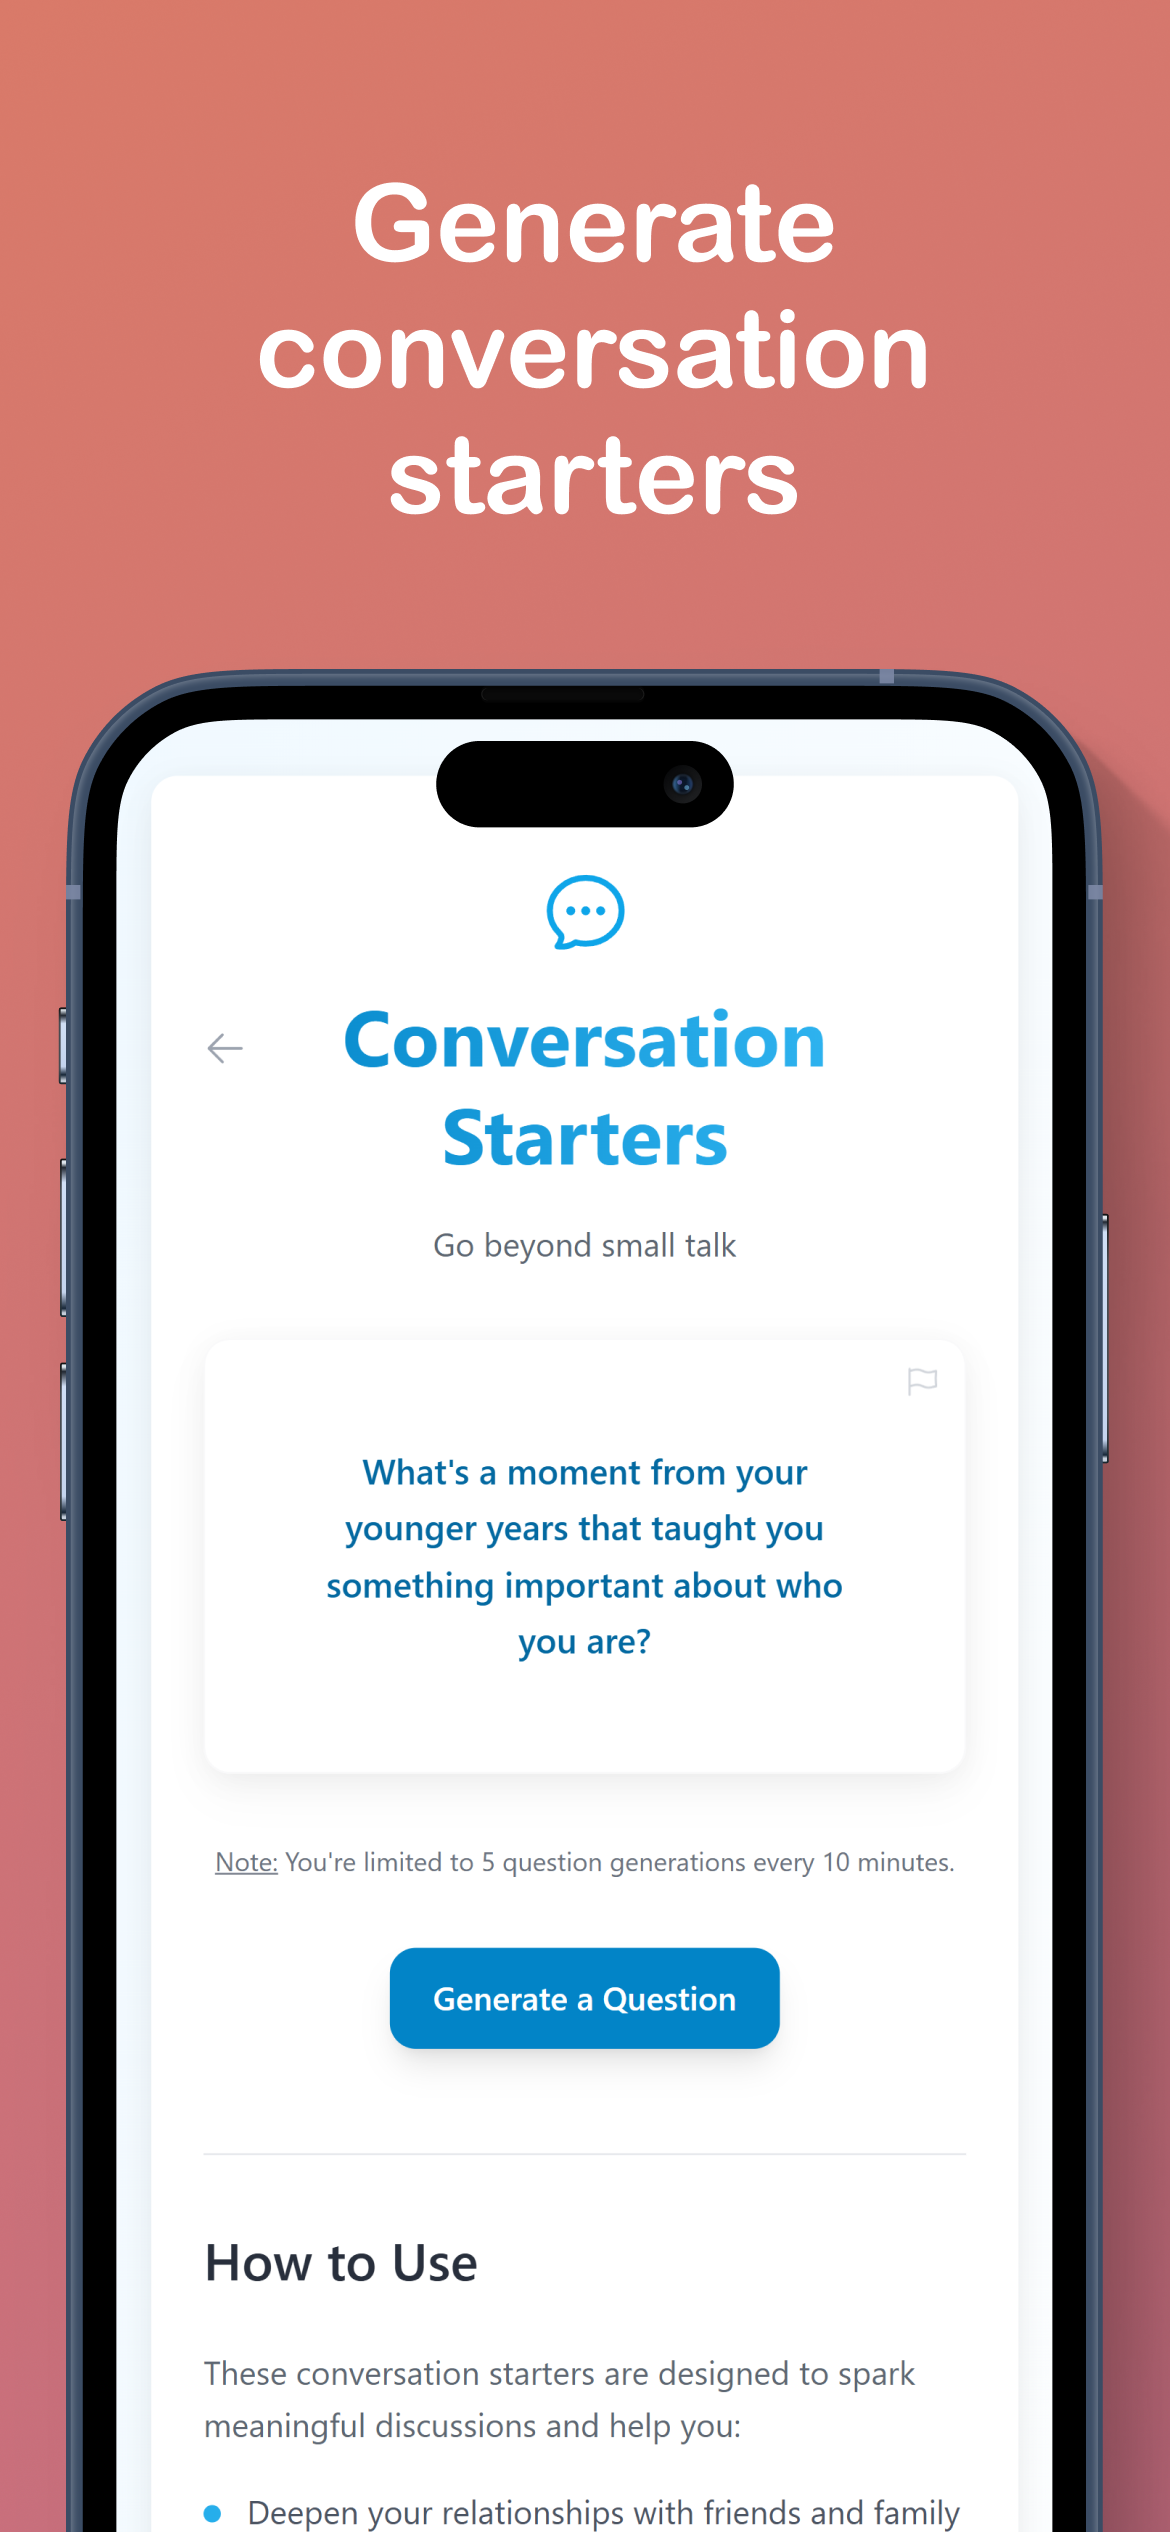 Generate
conversation
starters
Conversation
Starters
Go beyond small talk
What's a moment from your
younger years that taught you
something important about who
you are?
Note: You're limited to 5 question generations every 10 minutes.
Generate a Question
How to Use
These conversation starters are designed to spark
meaningful discussions and help you:
Deepen your relationships with friends and family